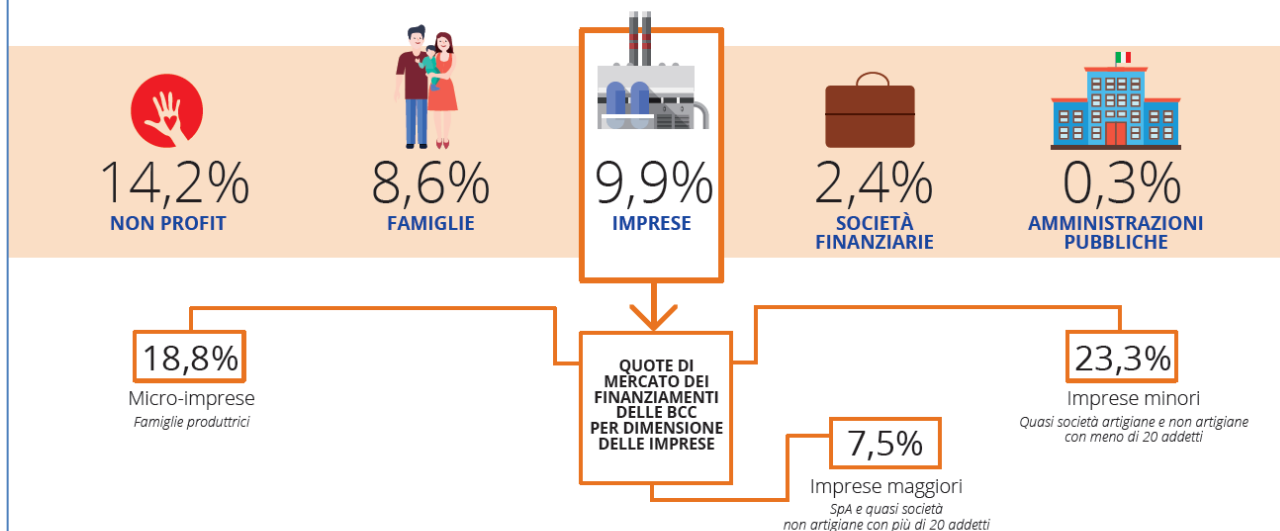 14,2%
NON PROFIT
8,6%
FAMIGLIE
9,9%
IMPRESE
2,4%
SOCIETÀ
FINANZIARIE
0,3%
AMMINISTRAZIONI
PUBBLICHE
18,8%
Micro-imprese
Famiglie produttrici
QUOTE DI
MERCATO DEI
FINANZIAMENTI
DELLE BCC
PER DIMENSIONE
DELLE IMPRESE
7,5%
Imprese maggiori
SpA e quasi società
non artigiane con più di 20 addetti
23,3%
Imprese minori
Quasi società artigiane e non artigiane
con meno di 20 addetti